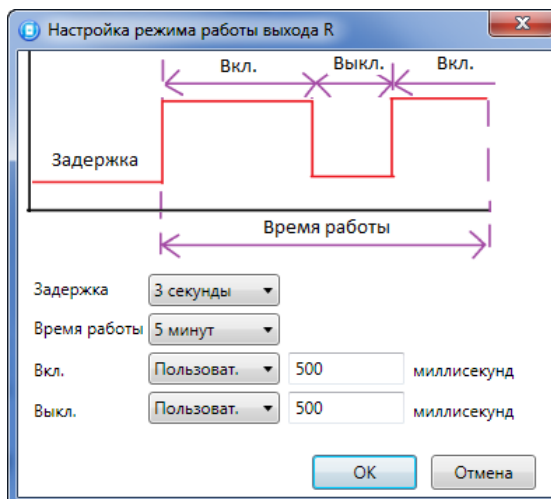 Настройка режима работы выхода R
Вкл. Выкл. Вкл.
Задержка
Время работы
Задержка 3 секунды
Время работы 5 минут
Вкл. Пользоват. 500 миллисекунд
Выкл. Пользоват. 500 миллисекунд
OK Отмена